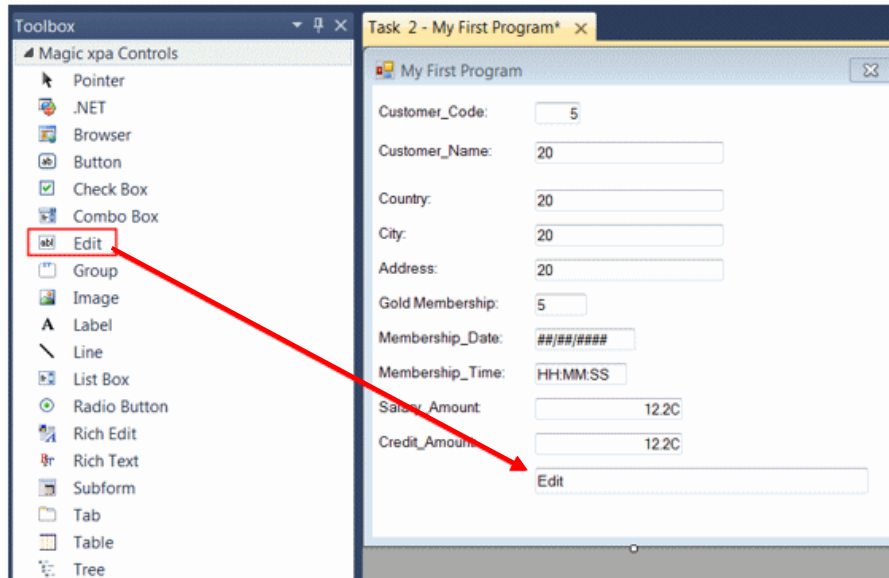 Toolbox
Magic xpa Controls
Pointer
.NET
Browser
Button
Check Box
Combo Box
Edit
Group
Image
Label
Line
List Box
Radio Button
Rich Edit
Rich Text
Subform
Tab
Table
Tree
Task 2 - My First Program*
My First Program
Customer_Code: 5
Customer_Name: 20
Country: 20
City: 20
Address: 20
Gold Membership: 5
Membership_Date: ##/##/####
Membership_Time: HH:MM:SS
Salary_Amount: 12.2C
Credit_Amount: 12.2C
Edit